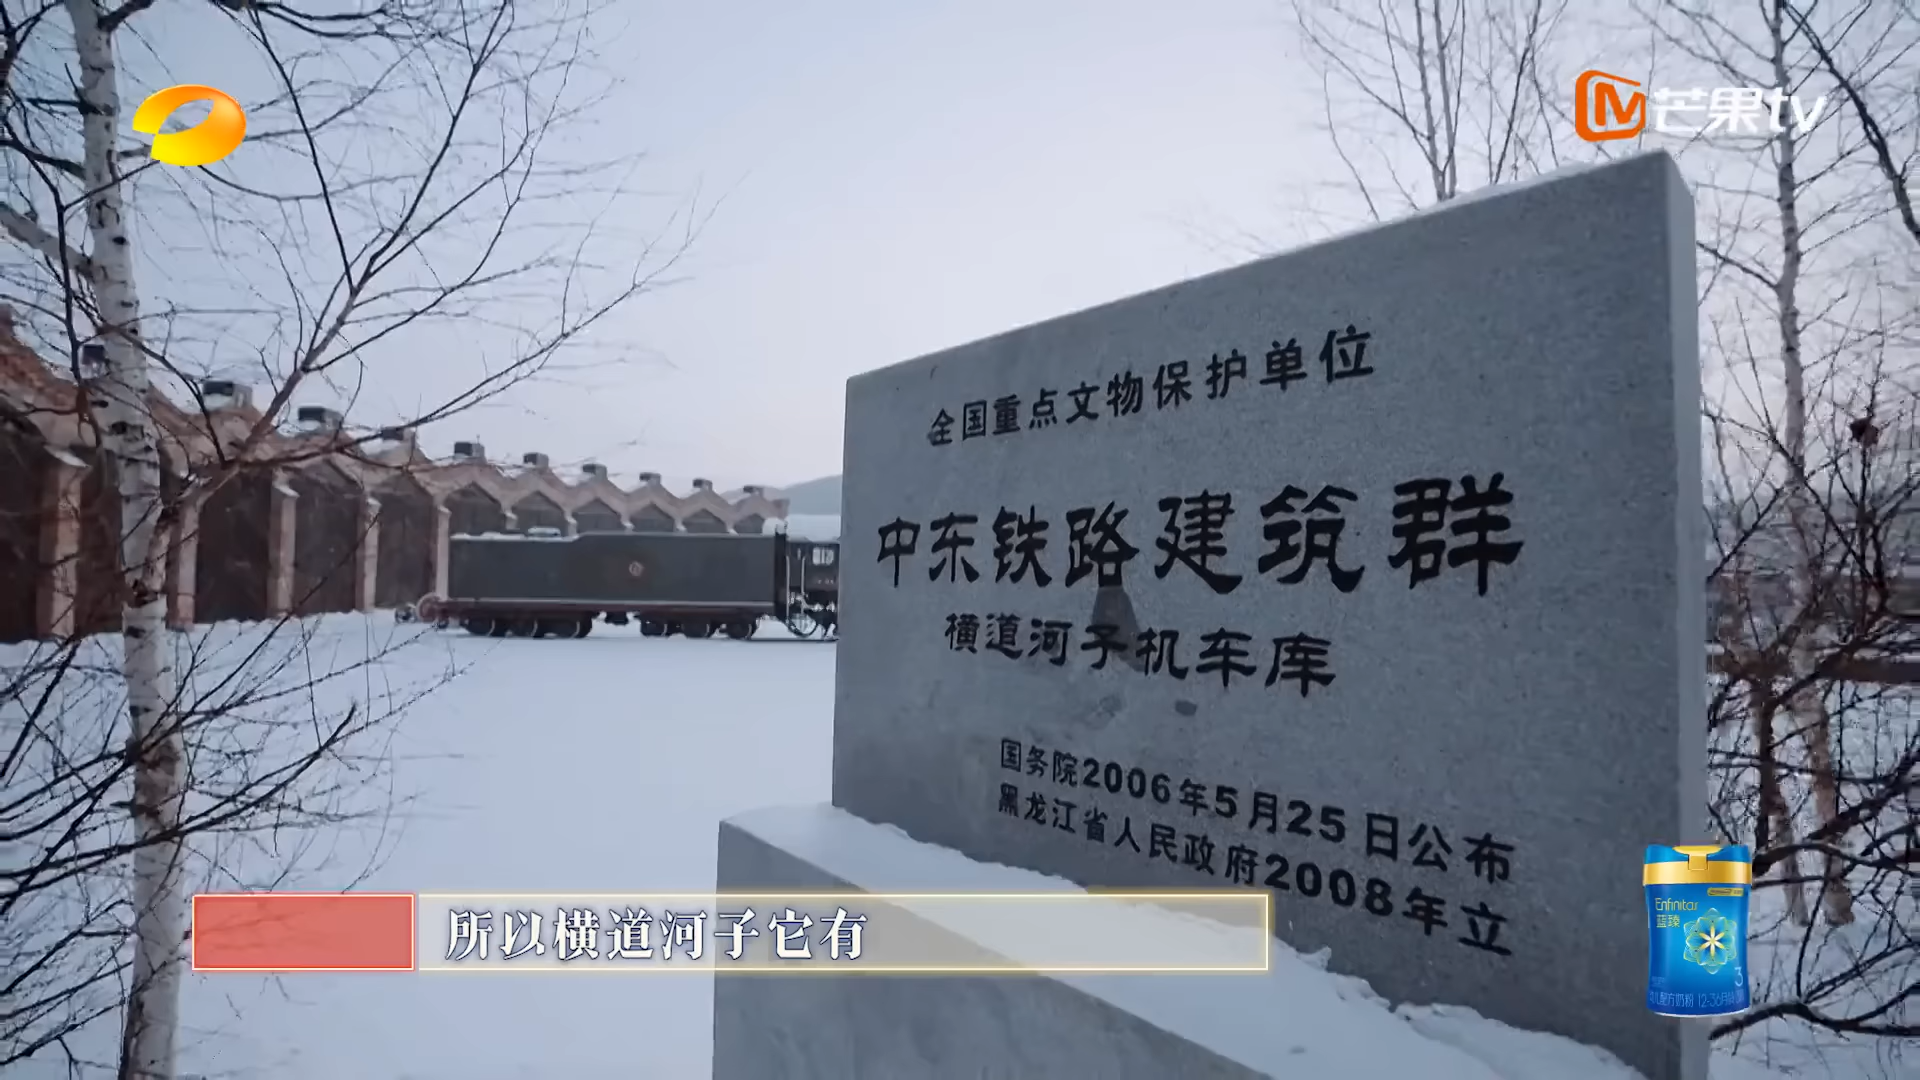 芒果tv
全国重点文物保护单位
中东铁路建筑群
横道河子机车库
国务院2006年5月25日公布
黑龙江省人民政府2008年立
所以横道河子它有
Enfinitas
蓝臻
3